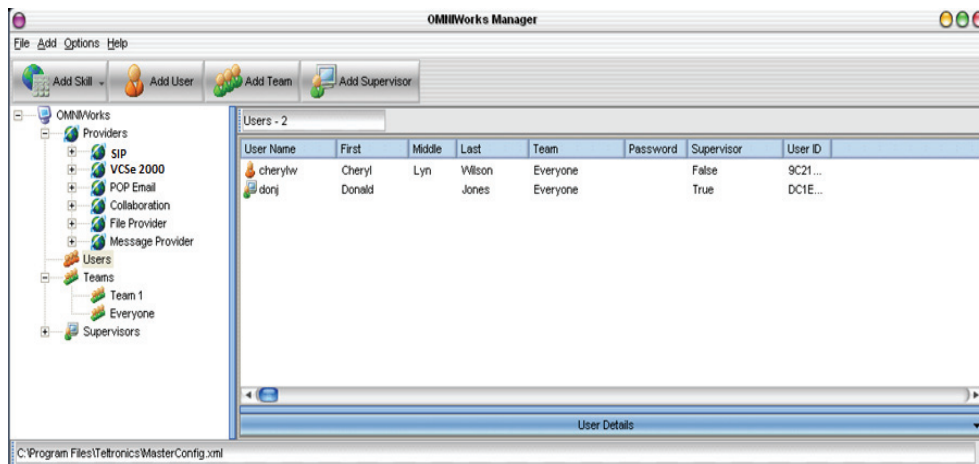 OMNIWorks Manager
File Add Options Help
Add Skill Add User Add Team Add Supervisor
OMNIWorks
Providers
SIP
VCSe 2000
POP Email
Collaboration
File Provider
Message Provider
Users
Teams
Team 1
Everyone
Supervisors
Users - 2
User Name First Middle Last Team Password Supervisor User ID
cherylw Cheryl Lyn Wilson Everyone False 9C21...
donj Donald Jones Everyone True DC1E...
User Details
C:\Program Files\Teltronics\MasterConfig.xml